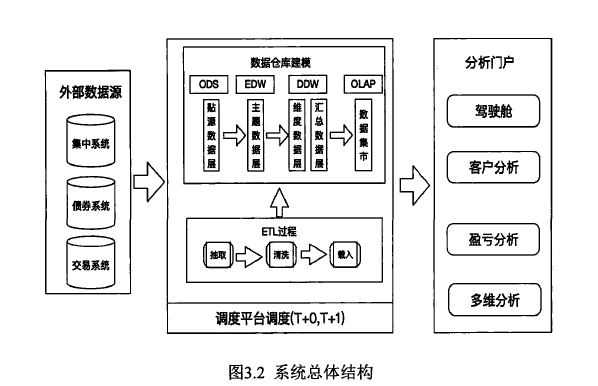 外部数据源
集中系统
债券系统
交易系统
数据仓库建模
ODS
EDW
DDW
OLAP
贴源数据层
主题数据层
维度数据层
汇总数据层
数据集市
ETL过程
抽取
清洗
载入
调度平台调度(T+0,T+1)
分析门户
驾驶舱
客户分析
盈亏分析
多维分析
图3.2 系统总体结构